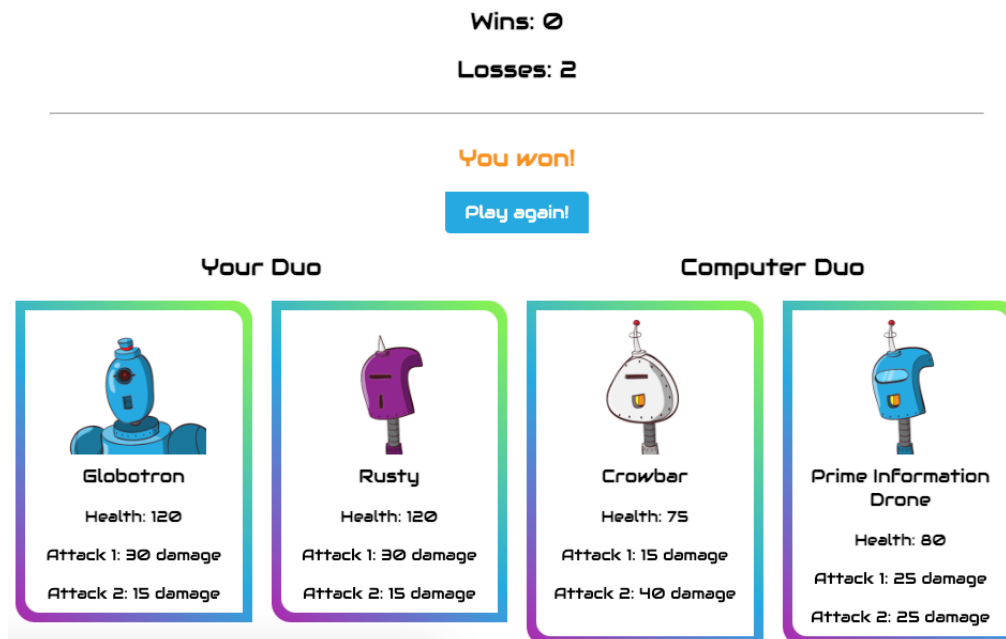 Wins: 0
Losses: 2
You won!
Play again!
Your Duo
Computer Duo
Globotron
Health: 120
Attack 1: 30 damage
Attack 2: 15 damage
Rusty
Health: 120
Attack 1: 30 damage
Attack 2: 15 damage
Crowbar
Health: 75
Attack 1: 15 damage
Attack 2: 40 damage
Prime Information
Drone
Health: 80
Attack 1: 25 damage
Attack 2: 25 damage